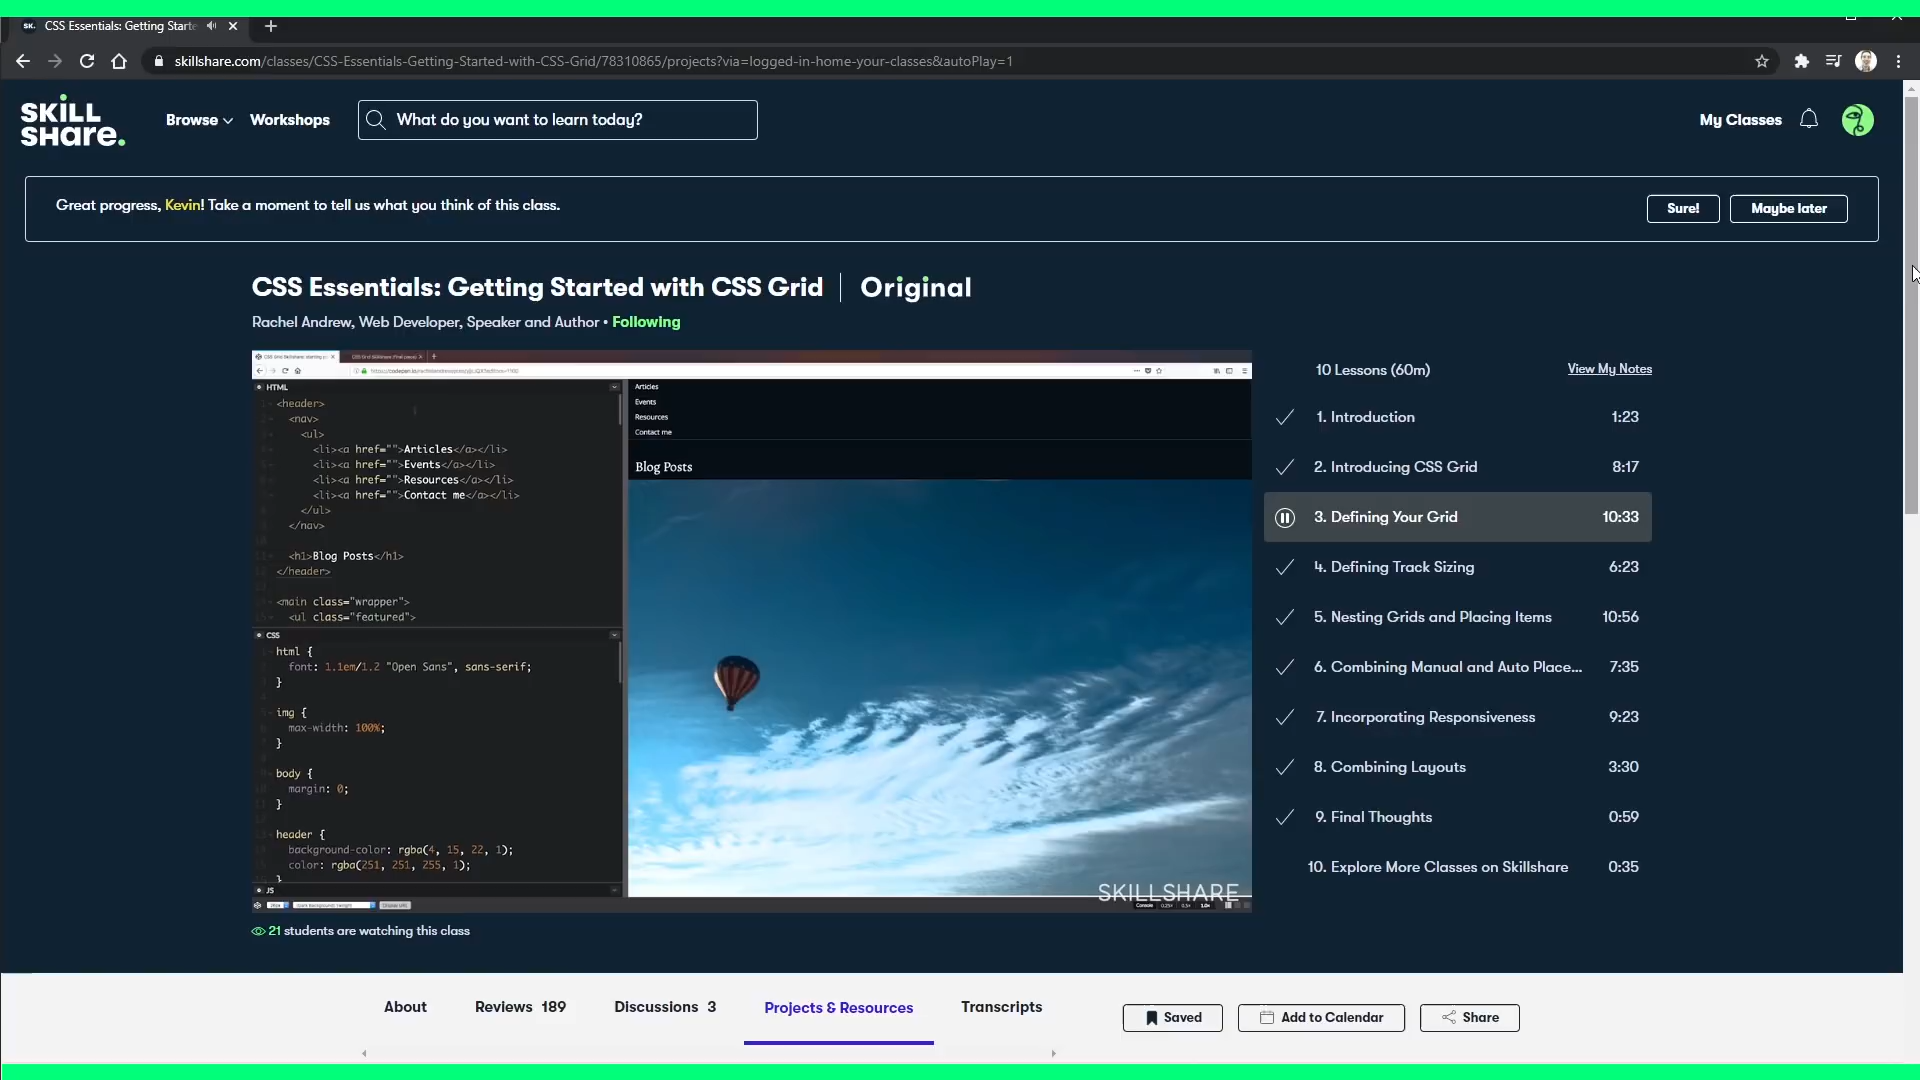 SK. CSS Essentials: Getting Starte
skillshare.com/classes/CSS-Essentials-Getting-Started-with-CSS-Grid/78310865/projects?via=logged-in-home-your-classes&autoPlay=1
SKILL
SHare.
Browse
Workshops
What do you want to learn today?
My Classes
Great progress, Kevin! Take a moment to tell us what you think of this class.
Sure!
Maybe later
CSS Essentials: Getting Started with CSS Grid | Original
Rachel Andrew, Web Developer, Speaker and Author • Following
HTML
<header>
<nav>
<ul>
<li><a href="">Articles</a></li>
<li><a href="">Events</a></li>
<li><a href="">Resources</a></li>
<li><a href="">Contact me</a></li>
</ul>
</nav>
<h1>Blog Posts</h1>
</header>
<main class="wrapper">
<ul class="featured">
CSS
html {
font: 1.1em/1.2 "Open Sans", sans-serif;
}
img {
max-width: 100%;
}
body {
margin: 0;
}
header {
background-color: rgba(4, 15, 22, 1);
color: rgba(251, 251, 255, 1);
}
JS
Articles
Events
Resources
Contact me
Blog Posts
SKILLSHARE
Console 0.25× 0.5× 1.0×
10 Lessons (60m)
View My Notes
1. Introduction 1:23
2. Introducing CSS Grid 8:17
3. Defining Your Grid 10:33
4. Defining Track Sizing 6:23
5. Nesting Grids and Placing Items 10:56
6. Combining Manual and Auto Place... 7:35
7. Incorporating Responsiveness 9:23
8. Combining Layouts 3:30
9. Final Thoughts 0:59
10. Explore More Classes on Skillshare 0:35
21 students are watching this class
About
Reviews 189
Discussions 3
Projects & Resources
Transcripts
Saved
Add to Calendar
Share